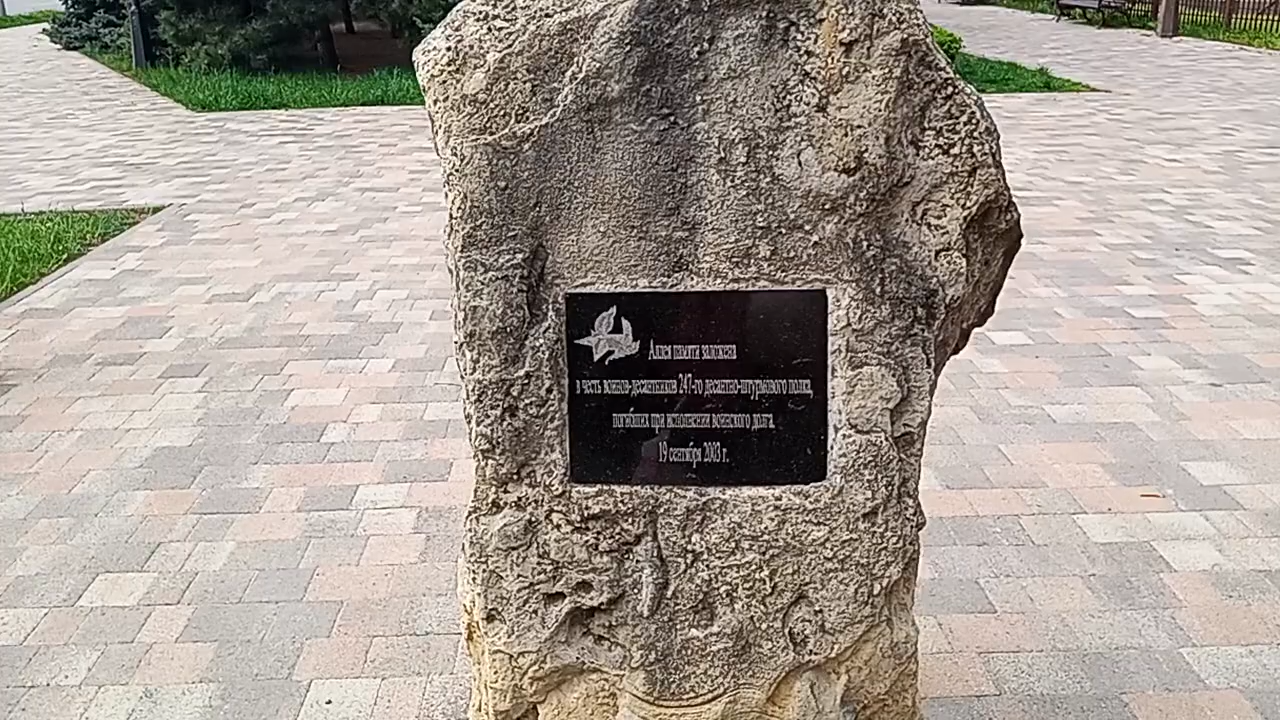 Аллея памяти заложена
в честь воинов-десантников 247-го десантно-штурмового полка,
погибших при исполнении воинского долга.
19 сентября 2003 г.